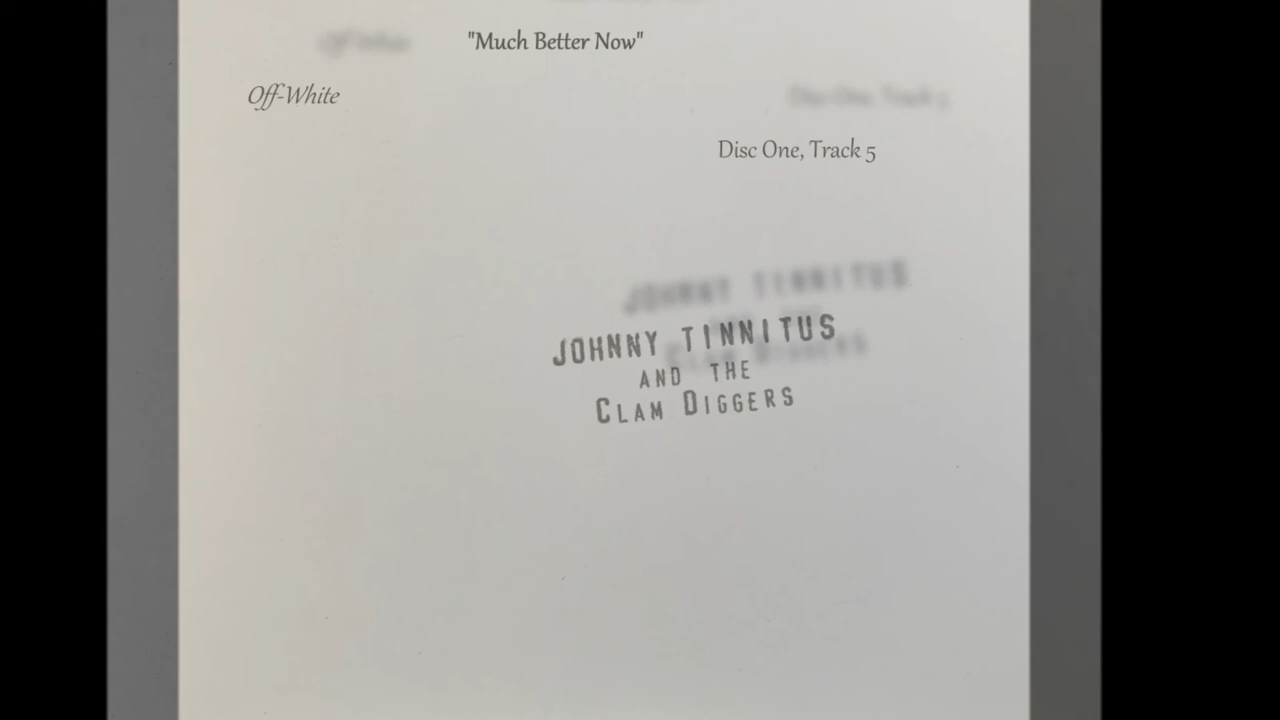 "Much Better Now"
Off-White
Disc One, Track 5
JOHNNY TINNITUS
AND THE
CLAM DIGGERS